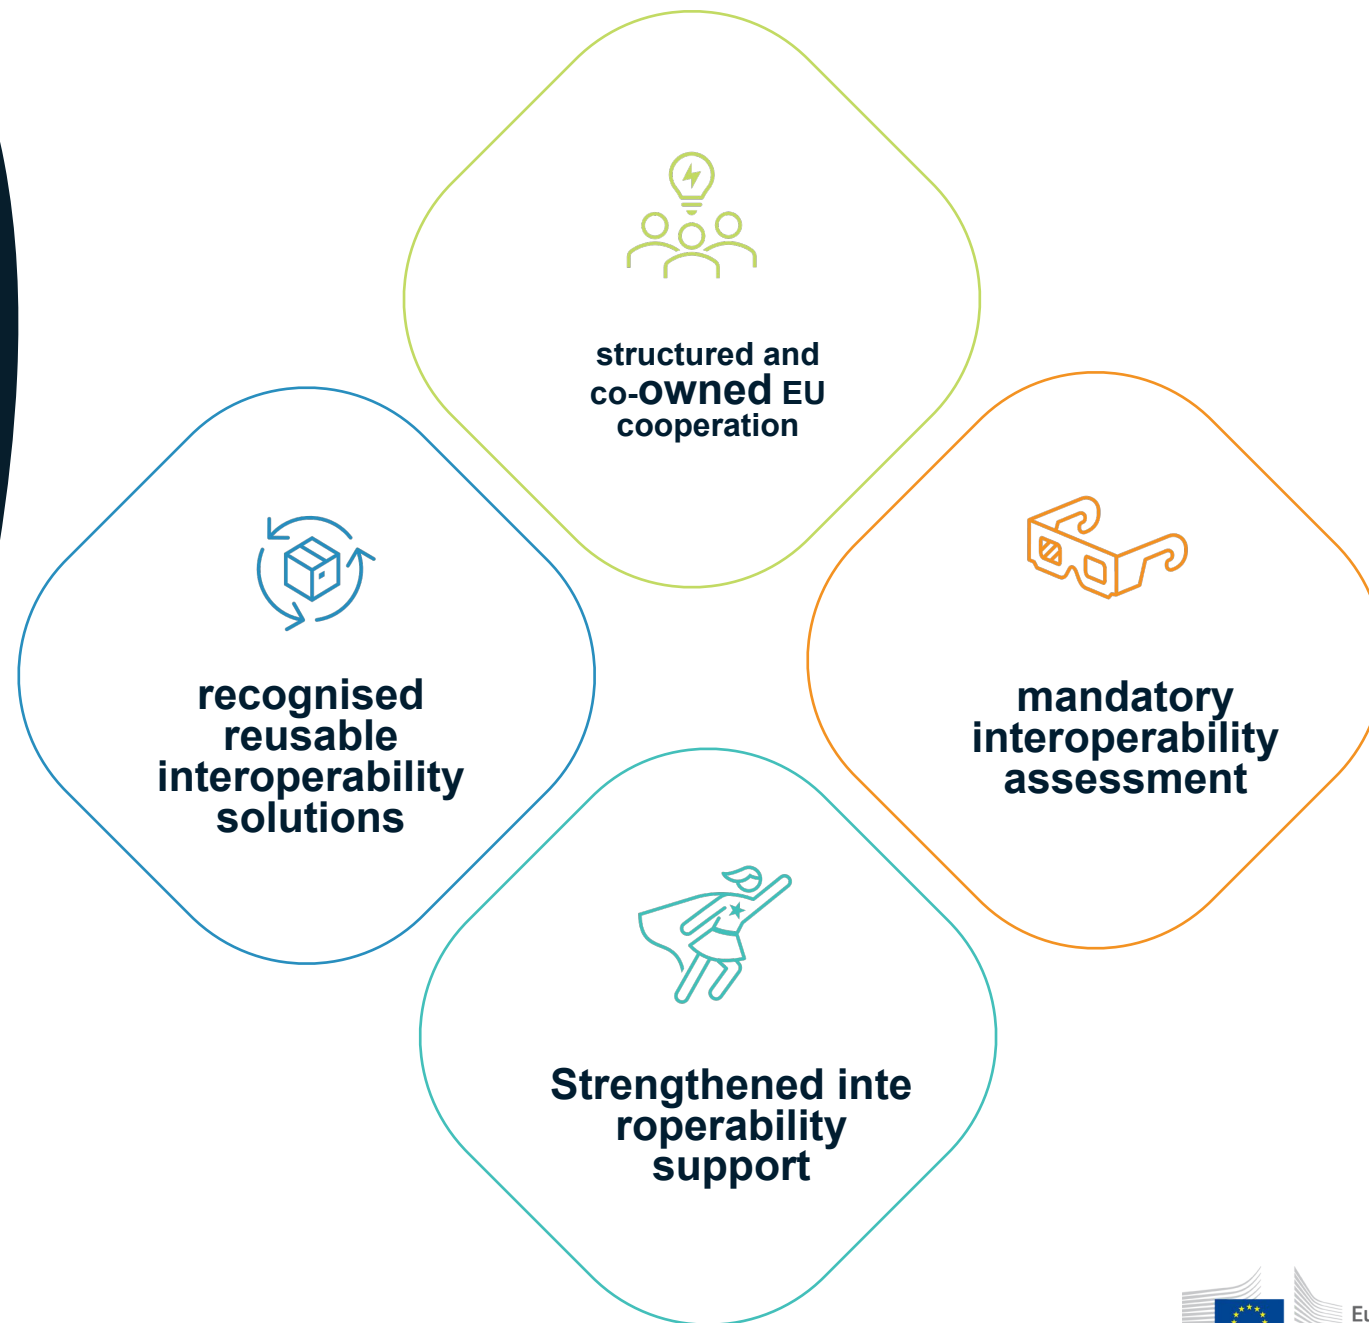 structured and
co-owned EU
cooperation
recognised
reusable
interoperability
solutions
mandatory
interoperability
assessment
Strengthened inte
roperability
support